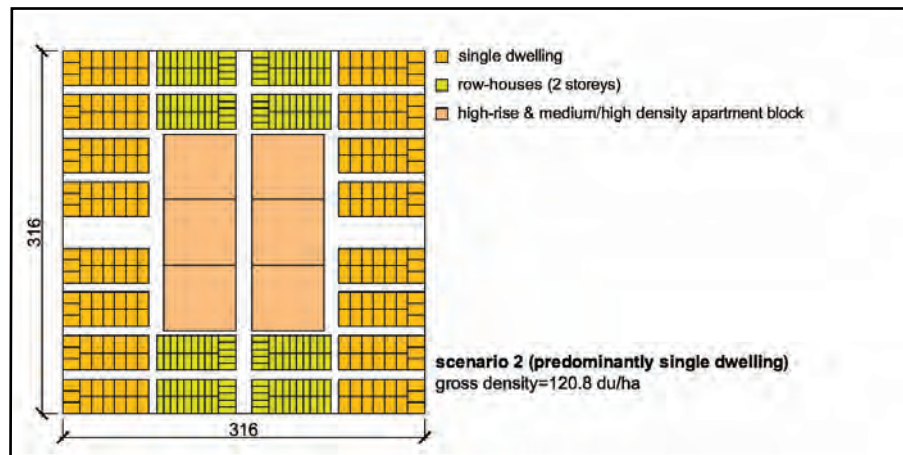 single dwelling
row-houses (2 storeys)
high-rise & medium/high density apartment block
316
scenario 2 (predominantly single dwelling)
gross density=120.8 du/ha
316